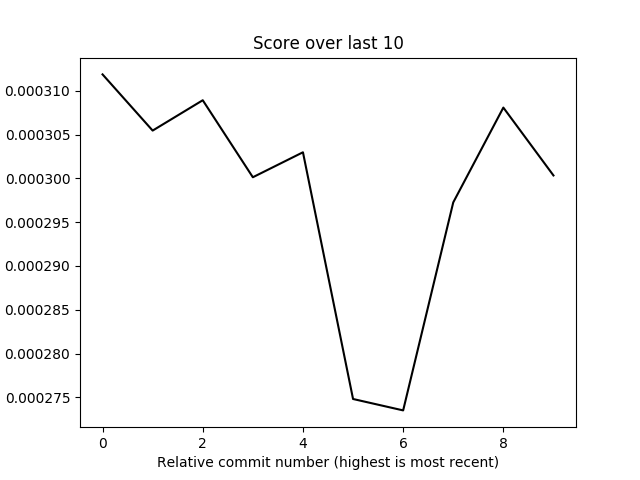 Score over last 10
0.000310
0.000305
0.000300
0.000295
0.000290
0.000285
0.000280
0.000275
0 2 4 6 8
Relative commit number (highest is most recent)